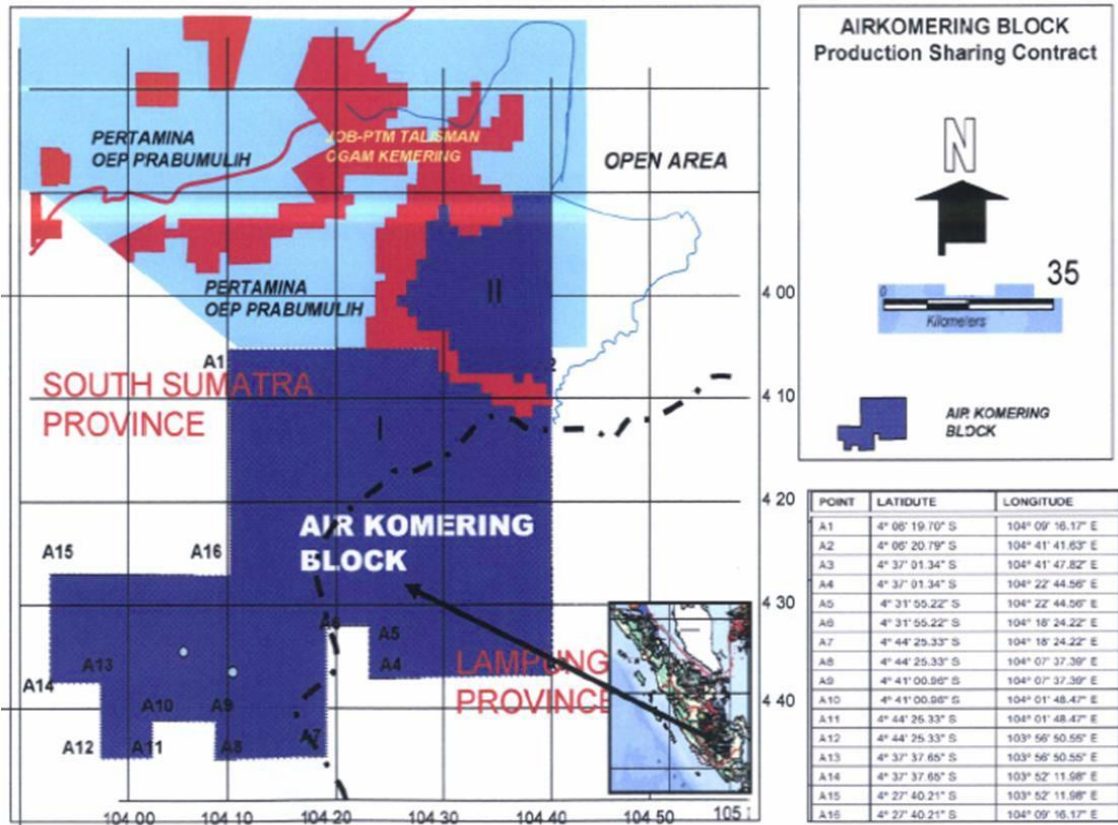 AIRKOMERING BLOCK
Production Sharing Contract
N
35
0
Kilometers
AIR KOMERING
BLOCK
PERTAMINA
OEP PRABUMULIH
JOB-PTM TALISMAN
OGAM KEMERING
OPEN AREA
PERTAMINA
OEP PRABUMULIH
II
A1
2
SOUTH SUMATRA
PROVINCE
I
AIR KOMERING
BLOCK
A15
A16
A6
A5
A4
A13
A14
A10
A9
A12
A11
A8
A7
LAMPUNG
PROVINCE
4 00
4 10
4 20
4 30
4 40
104 00
104 10
104 20
104 30
104 40
104 50
POINT LATIDUTE LONGITUDE
A1 4° 06' 19.70" S 104° 09' 16.17" E
A2 4° 06' 20.79" S 104° 41' 41.63" E
A3 4° 37' 01.34" S 104° 41' 47.82" E
A4 4° 37' 01.34" S 104° 22' 44.56" E
A5 4° 31' 55.22" S 104° 22' 44.56" E
A6 4° 31' 55.22" S 104° 18' 24.22" E
A7 4° 44' 25.33" S 104° 18' 24.22" E
A8 4° 44' 25.33" S 104° 07' 37.39" E
A9 4° 41' 00.96" S 104° 07' 37.39" E
A10 4° 41' 00.96" S 104° 01' 48.47" E
A11 4° 44' 25.33" S 104° 01' 48.47" E
A12 4° 44' 25.33" S 103° 56' 50.55" E
A13 4° 37' 37.65" S 103° 56' 50.55" E
A14 4° 37' 37.65" S 103° 52' 11.98" E
A15 4° 27' 40.21" S 103° 52' 11.98" E
A16 4° 27' 40.21" S 104° 09' 16.17" E